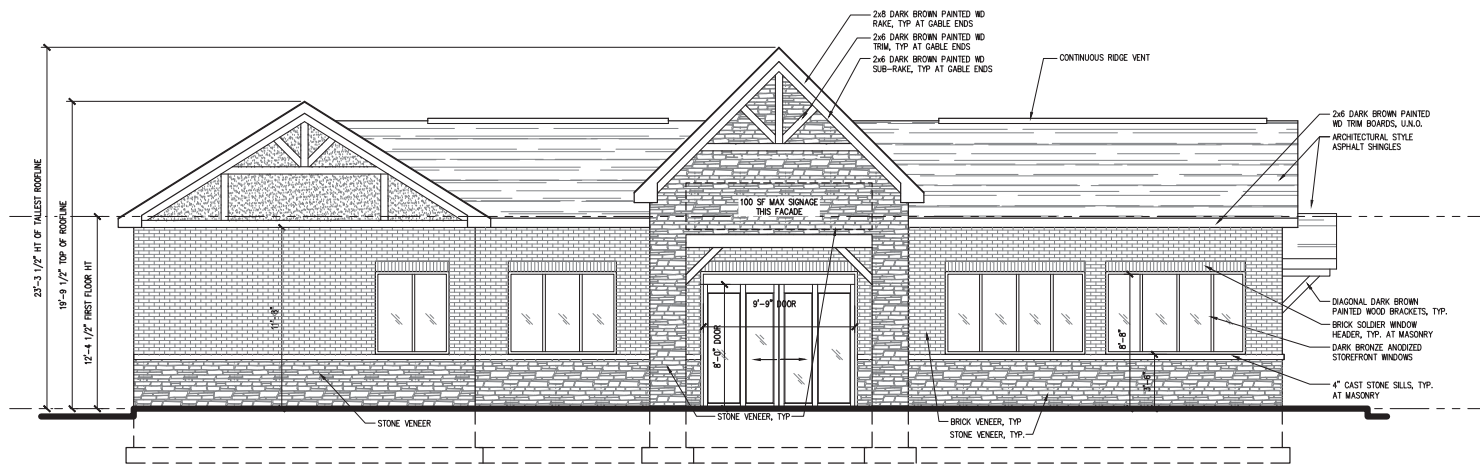 2x8 DARK BROWN PAINTED WD
RAKE, TYP AT GABLE ENDS
2x6 DARK BROWN PAINTED WD
TRIM, TYP AT GABLE ENDS
2x6 DARK BROWN PAINTED WD
SUB-RAKE, TYP AT GABLE ENDS
CONTINUOUS RIDGE VENT
2x6 DARK BROWN PAINTED
WD TRIM BOARDS, U.N.O.
ARCHITECTURAL STYLE
ASPHALT SHINGLES
23'-3 1/2" HT OF TALLEST ROOFLINE
19'-9 1/2" TOP OF ROOFLINE
12'-4 1/2" FIRST FLOOR HT
100 SF MAX SIGNAGE
THIS FACADE
11'-8"
9'-9" DOOR
8'-0" DOOR
8'-8"
3'-6"
DIAGONAL DARK BROWN
PAINTED WOOD BRACKETS, TYP.
BRICK SOLDIER WINDOW
HEADER, TYP. AT MASONRY
DARK BRONZE ANODIZED
STOREFRONT WINDOWS
4" CAST STONE SILLS, TYP.
AT MASONRY
STONE VENEER
STONE VENEER, TYP
BRICK VENEER, TYP
STONE VENEER, TYP.